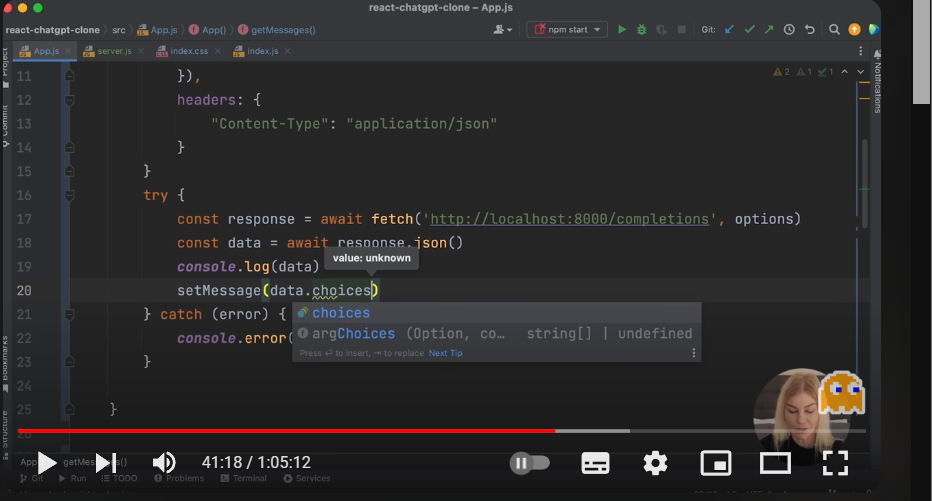 react-chatgpt-clone – App.js
react-chatgpt-clone src App.js App() getMessages() npm start Git:
App.js server.js index.css index.js
Project
Commit
Bookmarks
Structure
Notifications
2 1 1
11 }),
12 headers: {
13 "Content-Type": "application/json"
14 }
15 }
16 try {
17 const response = await fetch('http://localhost:8000/completions', options)
18 const data = await response.json()
value: unknown
19 console.log(data)
20 setMessage(data.choices)
choices
21 } catch (error) {
argChoices (Option, co... string[] | undefined
22 console.error(
Press ↵ to insert, → to replace Next Tip
23 }
24
25 }
41:18 / 1:05:12
Git Run TODO Problems Terminal Services